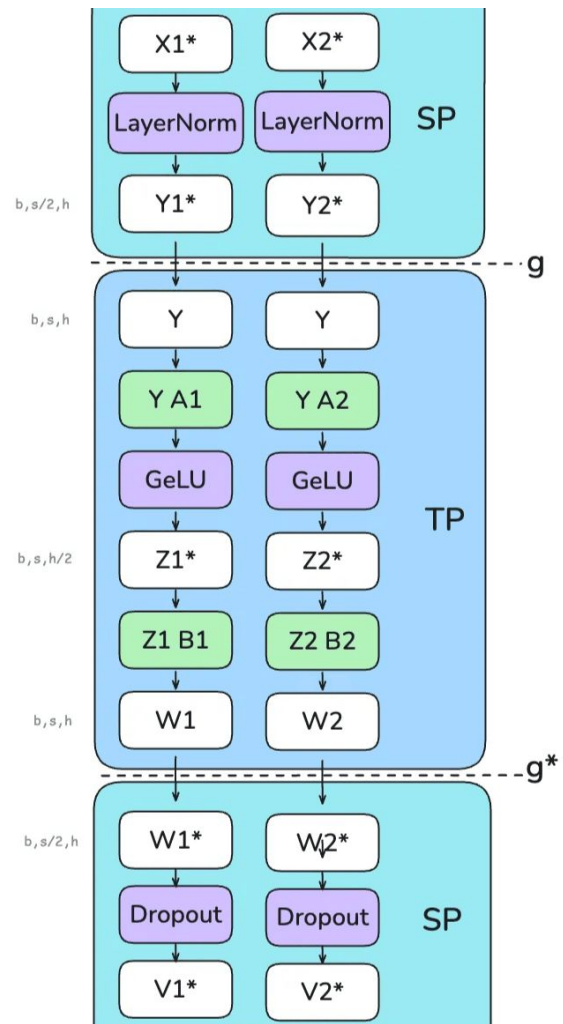 X1* X2*
LayerNorm LayerNorm SP
b,s/2,h Y1* Y2*
g
b,s,h Y Y
Y A1 Y A2
GeLU GeLU
TP
b,s,h/2 Z1* Z2*
Z1 B1 Z2 B2
b,s,h W1 W2
g*
b,s/2,h W1* W2*
Dropout Dropout SP
V1* V2*